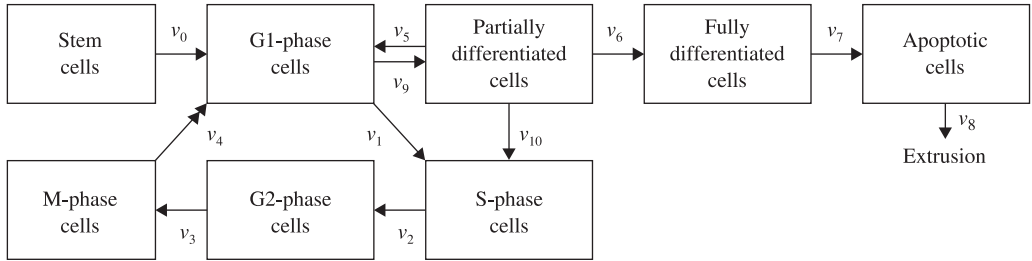 Stem
cells
v0
G1-phase
cells
v5
v9
Partially
differentiated
cells
v6
Fully
differentiated
cells
v7
Apoptotic
cells
v8
Extrusion
v4
v1
v10
M-phase
cells
v3
G2-phase
cells
v2
S-phase
cells